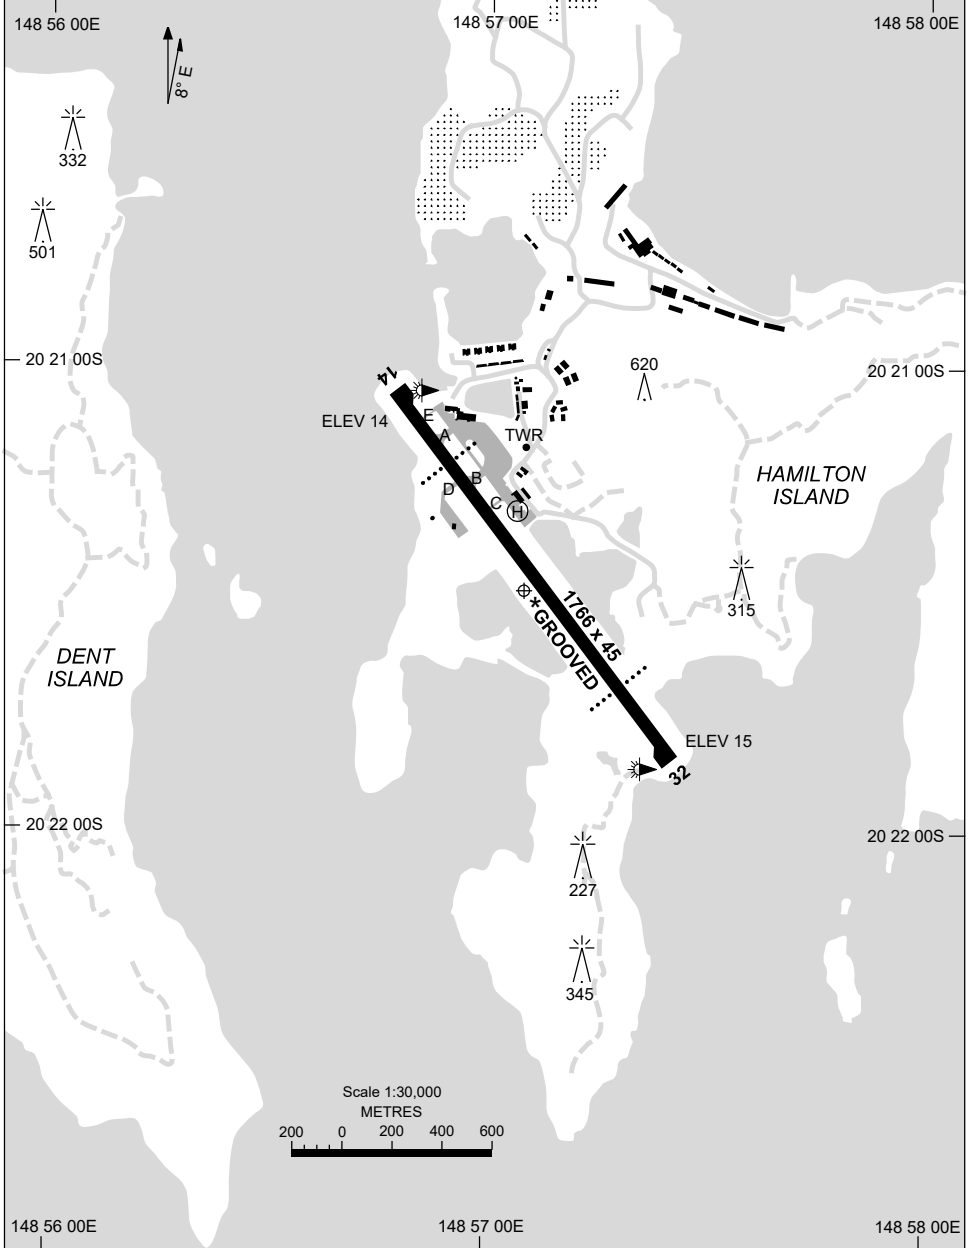 148 56 00E
148 57 00E
148 58 00E
8° E
332
501
20 21 00S
620
20 21 00S
14
ELEV 14
E
A
TWR
B
D
C
H
HAMILTON
ISLAND
315
1766 x 45
*GROOVED
DENT
ISLAND
ELEV 15
32
20 22 00S
20 22 00S
227
345
Scale 1:30,000
METRES
200 0 200 400 600
148 56 00E
148 57 00E
148 58 00E